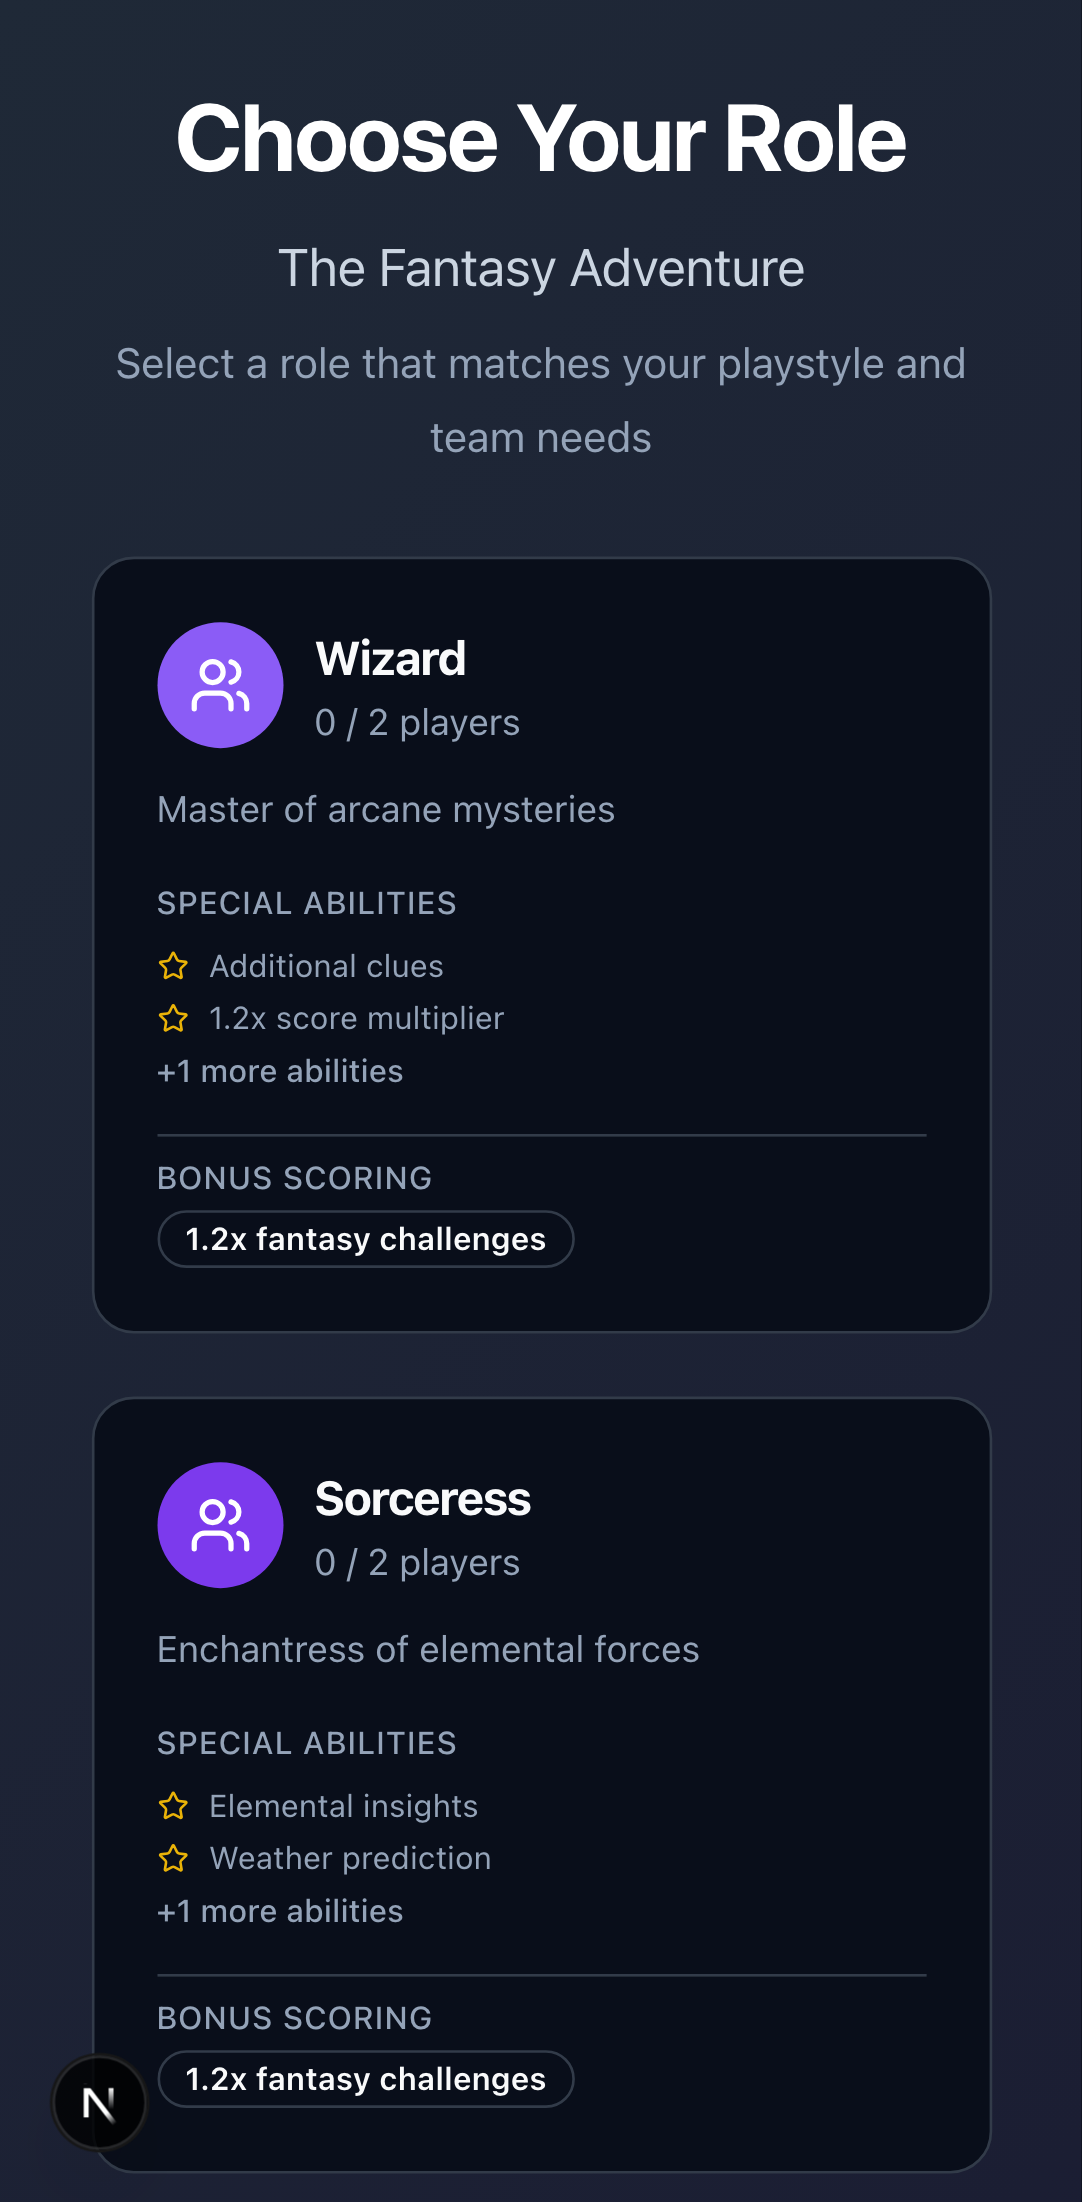 Choose Your Role
The Fantasy Adventure
Select a role that matches your playstyle and
team needs
Wizard
0 / 2 players
Master of arcane mysteries
SPECIAL ABILITIES
Additional clues
1.2x score multiplier
+1 more abilities
BONUS SCORING
1.2x fantasy challenges
Sorceress
0 / 2 players
Enchantress of elemental forces
SPECIAL ABILITIES
Elemental insights
Weather prediction
+1 more abilities
BONUS SCORING
1.2x fantasy challenges
N